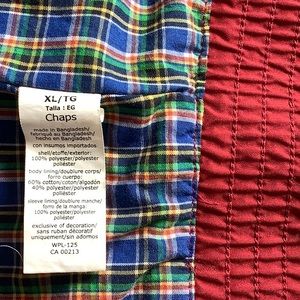 XL/TG
Talla : EG
Chaps
made in Bangladesh/
fabriqué au Bangladesh/
hecho en Bangladesh
con insumos importados
shell/etoffe/exterior:
100% polyester/polyester
poliéster
body lining/doublure corps/
forro cuerpo:
60% cotton/coton/algodón
40% polyester/polyester
poliéster
sleeve lining/doublure manche/
forro de la manga:
100% polyester/polyester
poliéster
exclusive of decoration/
sans ruban décoratif
uniquement/sin adornos
WPL-125
CA 00213